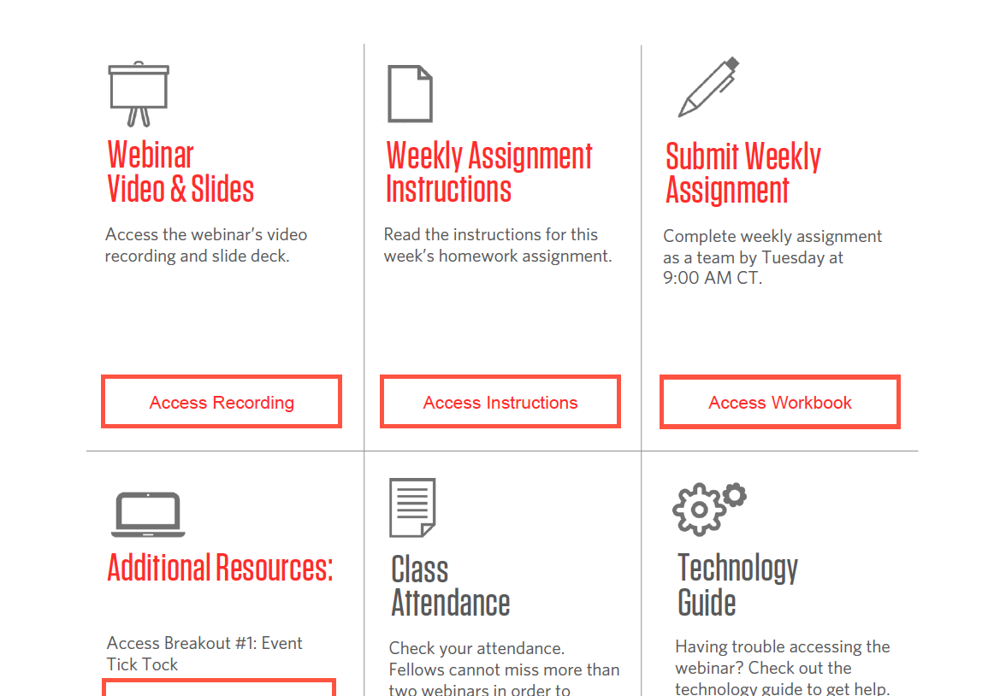 Webinar
Video & Slides
Access the webinar’s video
recording and slide deck.
Access Recording
Weekly Assignment
Instructions
Read the instructions for this
week’s homework assignment.
Access Instructions
Submit Weekly
Assignment
Complete weekly assignment
as a team by Tuesday at
9:00 AM CT.
Access Workbook
Additional Resources:
Access Breakout #1: Event
Tick Tock
Class
Attendance
Check your attendance.
Fellows cannot miss more than
two webinars in order to
Technology
Guide
Having trouble accessing the
webinar? Check out the
technology guide to get help.